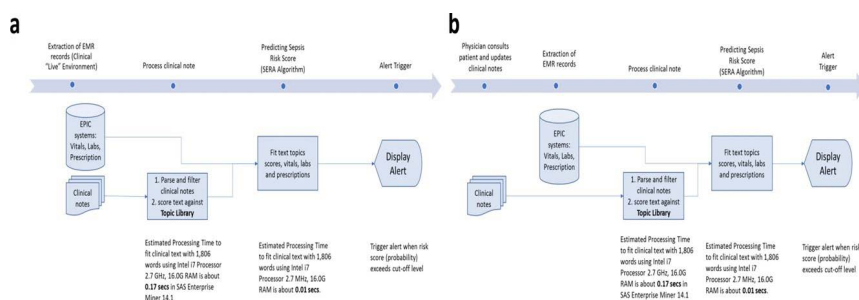 a
Extraction of EMR
records (Clinical
"Live" Environment)
Process clinical note
Predicting Sepsis
Risk Score
(SERA Algorithm)
Alert Trigger
EPIC
systems:
Vitals, Labs,
Prescription
Clinical
notes
1. Parse and filter
clinical notes
2. score text against
Topic Library
Fit text topics
scores, vitals, labs
and prescriptions
Display
Alert
Estimated Processing Time to
fit clinical text with 1,806
words using Intel i7
Processor 2.7 GHz, 16.0G
RAM is about
0.17 secs in SAS Enterprise
Miner 14.1
Estimated Processing Time to
fit clinical text with 1,806
words using Intel i7
Processor 2.7 MHz, 16.0G
RAM is about 0.01 secs.
Trigger alert when risk
score (probability)
exceeds cut-off level
b
Physician consults
patient and updates
clinical notes
Extraction of
EMR records
Process clinical note
Predicting Sepsis
Risk Score
(SERA Algorithm)
Alert
Trigger
EPIC
systems:
Vitals, Labs,
Prescription
Clinical
notes
1. Parse and filter
clinical notes
2. score text against
Topic Library
Fit text topics
scores, vitals, labs
and prescriptions
Display
Alert
Estimated Processing Time to
fit clinical text with 1,806
words using Intel i7
Processor 2.7 GHz, 16.0G
RAM is about 0.17secs in
SAS Enterprise Miner 14.1
Estimated Processing Time to
fit clinical text with 1,806
words using Intel i7
Processor 2.7 MHz, 16.0G
RAM is about 0.01 secs.
Trigger alert when risk
score (probability)
exceeds cut-off level